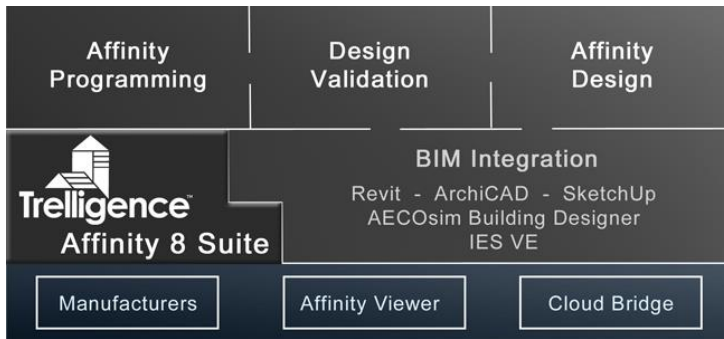 Affinity
Programming
Design
Validation
Affinity
Design
BIM Integration
Revit - ArchiCAD - SketchUp
AECOsim Building Designer
IES VE
Trelligence™
Affinity 8 Suite
Manufacturers
Affinity Viewer
Cloud Bridge